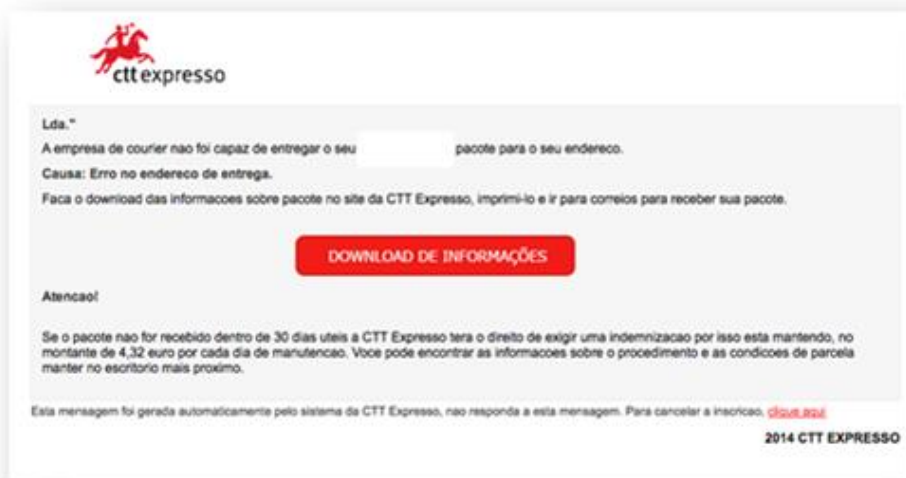 ctt expresso
Lda."
A empresa de courier nao foi capaz de entregar o seu pacote para o seu endereco.
Causa: Erro no endereco de entrega.
Faca o download das informacoes sobre pacote no site da CTT Expresso, imprimi-lo e ir para correios para receber sua pacote.
DOWNLOAD DE INFORMAÇÕES
Atencao!
Se o pacote nao for recebido dentro de 30 dias uteis a CTT Expresso tera o direito de exigir uma indemnizacao por isso esta mantendo, no
montante de 4,32 euro por cada dia de manutencao. Voce pode encontrar as informacoes sobre o procedimento e as condicoes de parcela
manter no escritorio mais proximo.
Esta mensagem foi gerada automaticamente pelo sistema da CTT Expresso, nao responda a esta mensagem. Para cancelar a inscricao, clique aqui
2014 CTT EXPRESSO